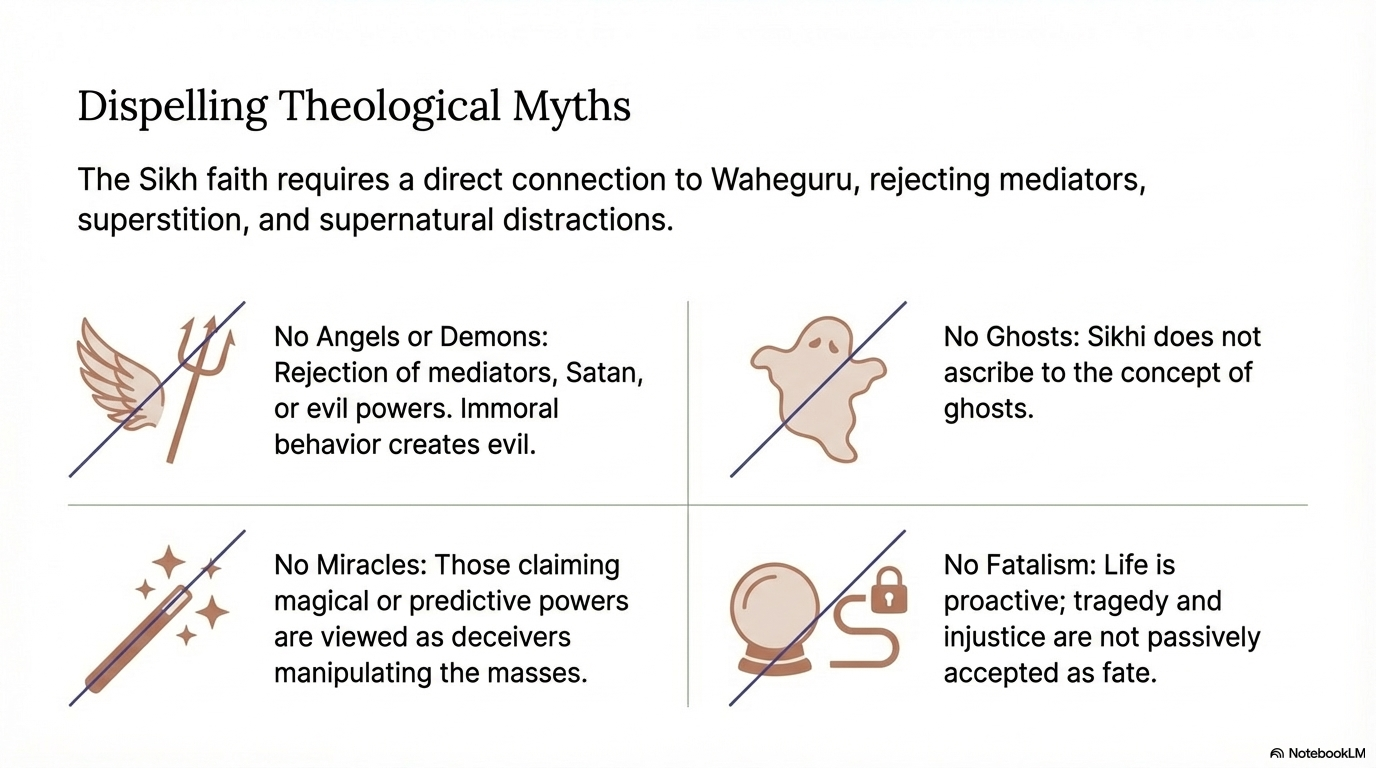 Dispelling Theological Myths
The Sikh faith requires a direct connection to Waheguru, rejecting mediators,
superstition, and supernatural distractions.
No Angels or Demons:
Rejection of mediators, Satan,
or evil powers. Immoral
behavior creates evil.
No Ghosts: Sikhi does not
ascribe to the concept of
ghosts.
No Miracles: Those claiming
magical or predictive powers
are viewed as deceivers
manipulating the masses.
No Fatalism: Life is
proactive; tragedy and
injustice are not passively
accepted as fate.
NotebookLM